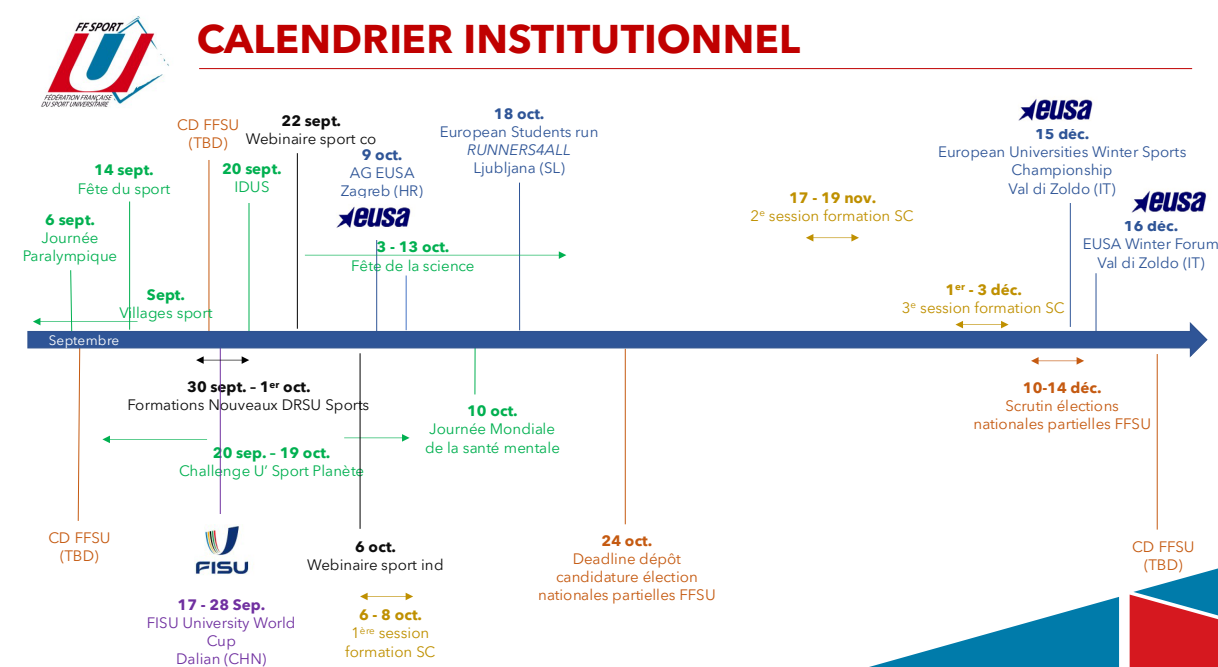 FF SPORT
U
FÉDÉRATION FRANÇAISE
DU SPORT UNIVERSITAIRE
CALENDRIER INSTITUTIONNEL
CD FFSU
(TBD)
22 sept.
Webinaire sport co
18 oct.
European Students run
RUNNERS4ALL
Ljubljana (SL)
eusa
15 déc.
European Universities Winter Sports
Championship
Val di Zoldo (IT)
14 sept.
Fête du sport
20 sept.
IDUS
9 oct.
AG EUSA
Zagreb (HR)
eusa
17 - 19 nov.
2e session formation SC
eusa
16 déc.
EUSA Winter Forum
Val di Zoldo (IT)
6 sept.
Journée
Paralympique
3 - 13 oct.
Fête de la science
Sept.
Villages sport
1er - 3 déc.
3e session formation SC
Septembre
30 sept. – 1er oct.
Formations Nouveaux DRSU Sports
10-14 déc.
Scrutin élections
nationales partielles FFSU
10 oct.
Journée Mondiale
de la santé mentale
20 sep. – 19 oct.
Challenge U’ Sport Planète
CD FFSU
(TBD)
FISU
17 - 28 Sep.
FISU University World
Cup
Dalian (CHN)
6 oct.
Webinaire sport ind
6 - 8 oct.
1ère session
formation SC
24 oct.
Deadline dépôt
candidature élection
nationales partielles FFSU
CD FFSU
(TBD)